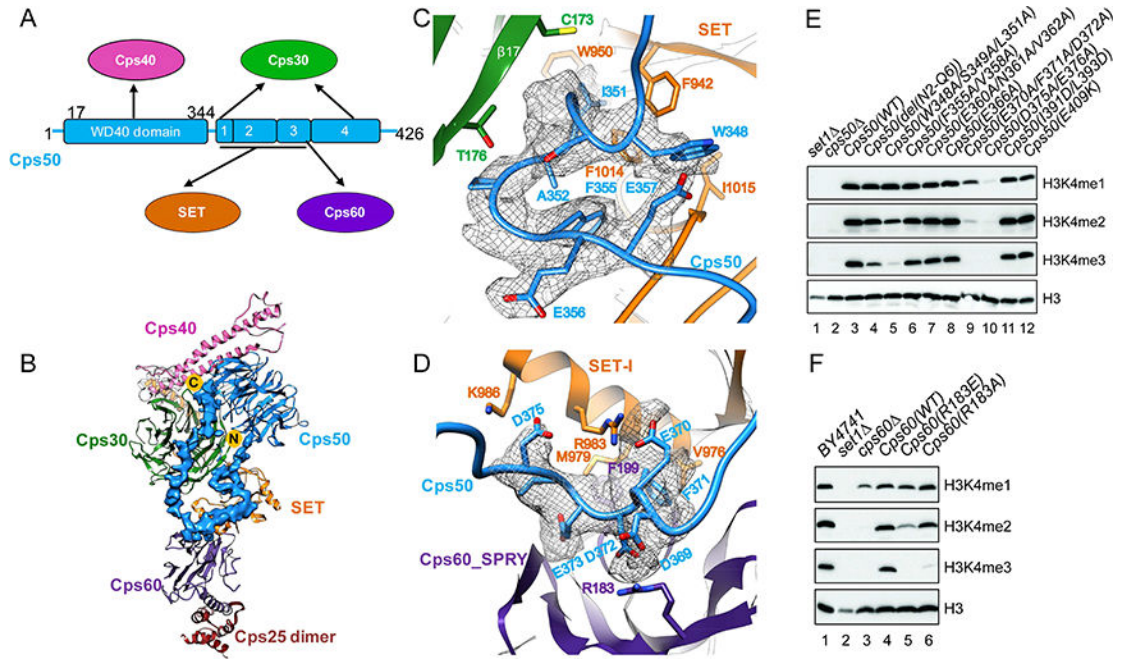 A
Cps40
Cps30
17
344
1
WD40 domain
1
2
3
4
426
Cps50
SET
Cps60
B
Cps40
C
Cps30
N
Cps50
SET
Cps60
Cps25 dimer
C
C173
SET
β17
W950
I351
F942
W348
T176
F1014
A352
F355
E357
I1015
Cps50
E356
D
SET-I
K986
D375
E370
R983
M979
V976
F199
Cps50
F371
E373
D372
D369
Cps60_SPRY
R183
E
set1Δ
cps50Δ
Cps50(WT)
Cps50(del(N2-Q6))
Cps50(W348A/S349A/L351A)
Cps50(F355A/V358A)
Cps50(E360A/N361A/V362A)
Cps50(E366A)
Cps50(E370A/F371A/D372A)
Cps50(D375A/E376A)
Cps50(I391D/L393D)
Cps50(E409K)
H3K4me1
H3K4me2
H3K4me3
H3
1 2 3 4 5 6 7 8 9 10 11 12
F
BY4741
set1Δ
cps60Δ
Cps60(WT)
Cps60(R183E)
Cps60(R183A)
H3K4me1
H3K4me2
H3K4me3
H3
1 2 3 4 5 6